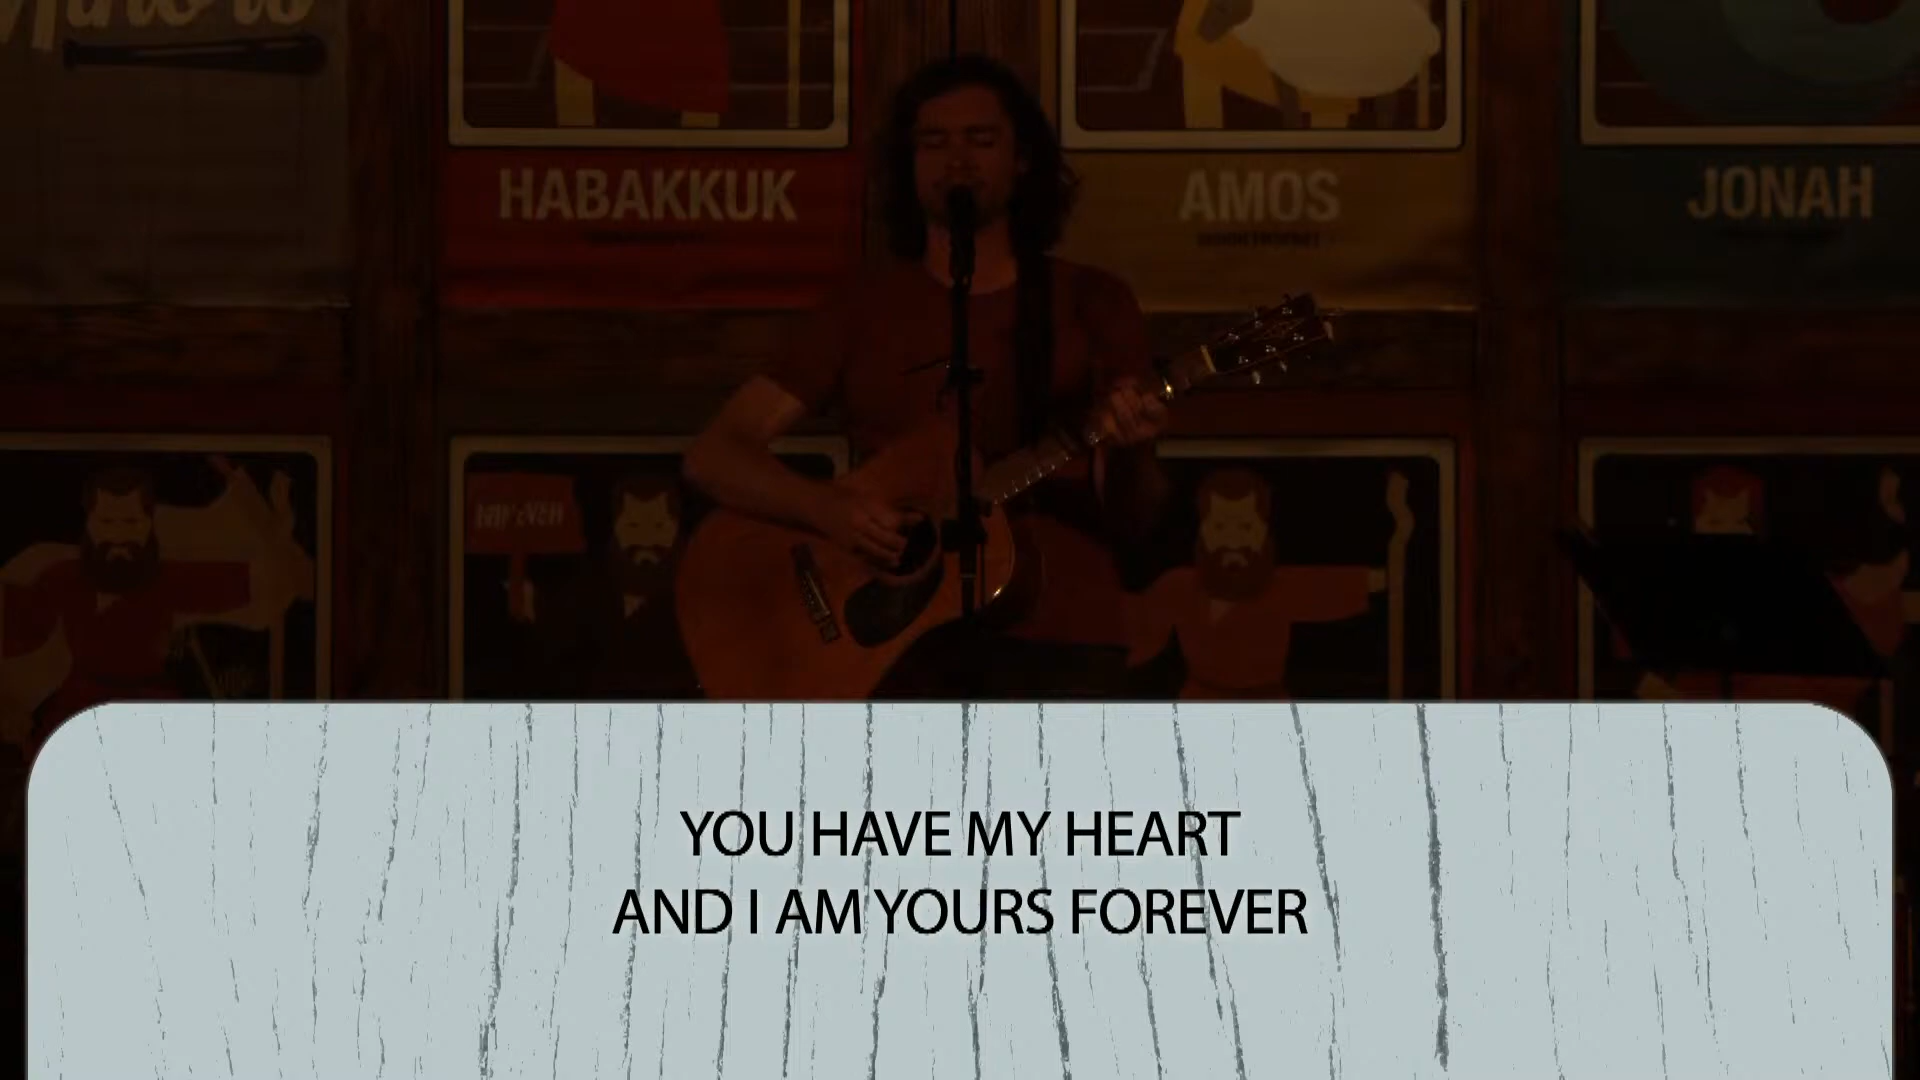 HABAKKUK
AMOS
JONAH
YOU HAVE MY HEART
AND I AM YOURS FOREVER